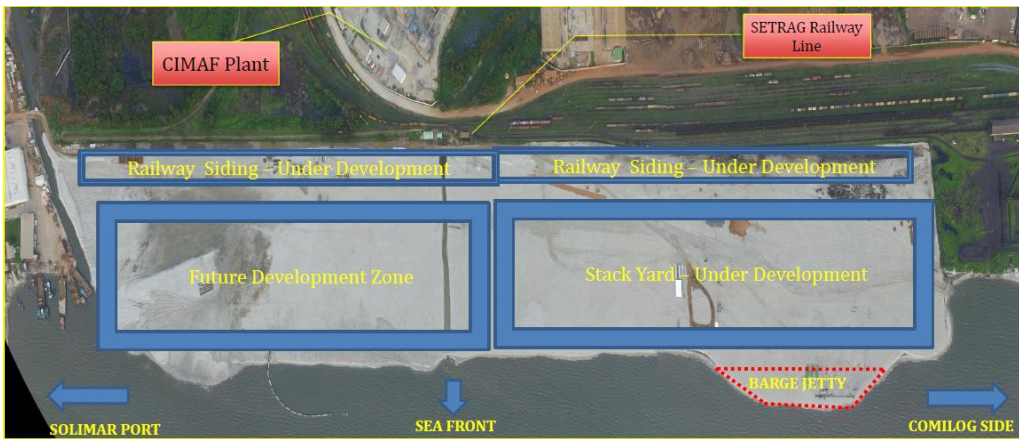 CIMAF Plant
SETRAG Railway
Line
Railway Siding – Under Development
Railway Siding – Under Development
Future Development Zone
Stack Yard – Under Development
BARGE JETTY
SOLIMAR PORT
SEA FRONT
COMILOG SIDE